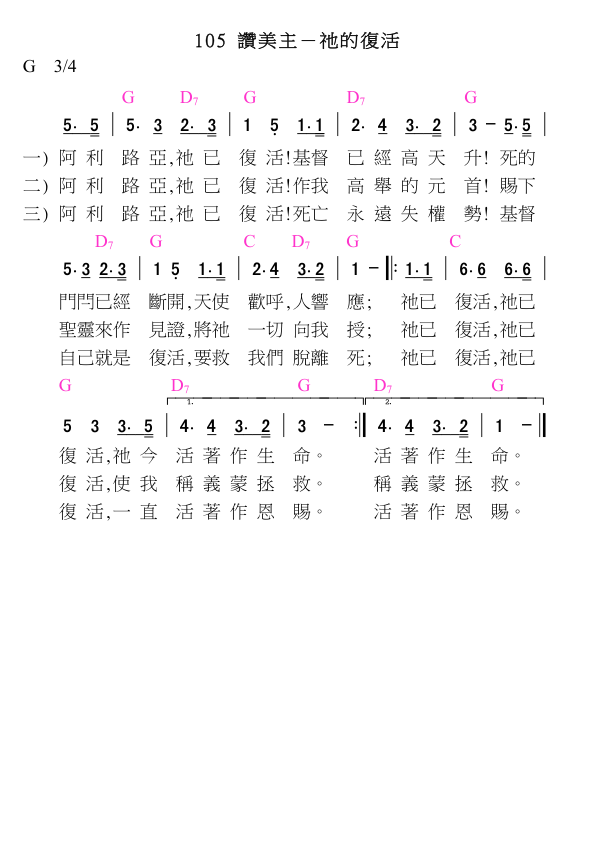 105 讚美主－祂的復活
G 3/4
G D7 G D7 G
5. 5 | 5. 3 2. 3 | 1 5 1.1 | 2. 4 3. 2 | 3 － 5.5 |
一) 阿利路亞,祂已復活!基督已經高天升!死的
二) 阿利路亞,祂已復活!作我高舉的元首!賜下
三) 阿利路亞,祂已復活!死亡永遠失權勢!基督
D7 G C D7 G C
5.3 2.3 | 1 5 1.1 | 2.4 3.2 | 1 － ‖: 1.1 | 6.6 6.6 |
門閂已經 斷開,天使 歡呼,人響 應; 祂已 復活,祂已
聖靈來作 見證,將祂 一切 向我 授; 祂已 復活,祂已
自己就是 復活,要救 我們 脫離 死; 祂已 復活,祂已
G D7 G D7 G
1. 2.
5 3 3. 5 | 4. 4 3. 2 | 3 － :‖ 4. 4 3. 2 | 1 － ‖
復活,祂今 活著作生 命。 活著作生 命。
復活,使我 稱義蒙拯 救。 稱義蒙拯 救。
復活,一直 活著作恩 賜。 活著作恩 賜。